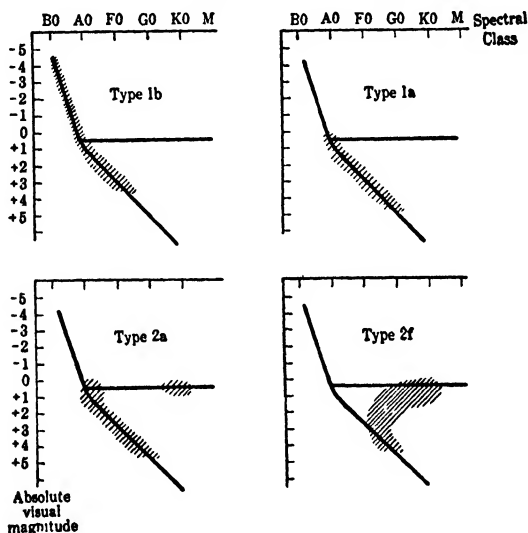 B0 A0 F0 G0 K0 M
B0 A0 F0 G0 K0 M
Spectral
Class
-5
-4
-3
-2
-1
0
+1
+2
+3
+4
+5
Type 1b
Type 1a
-5
-4
-3
-2
-1
0
+1
+2
+3
+4
+5
Type 2a
Type 2f
Absolute
visual
magnitude